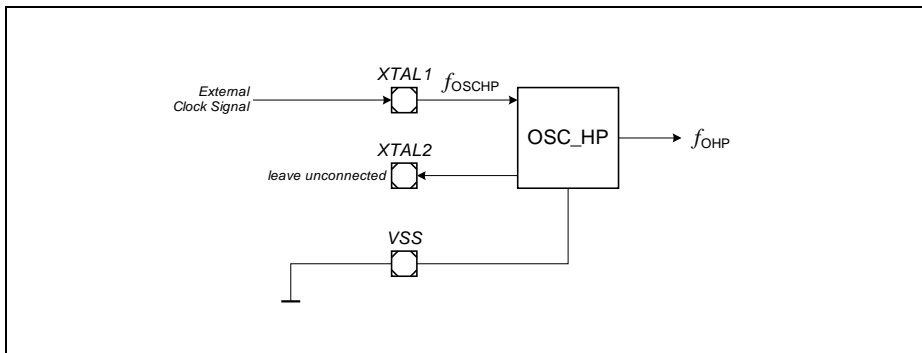 XTAL1
External
Clock Signal
fOSCHP
OSC_HP
fOHP
XTAL2
leave unconnected
VSS